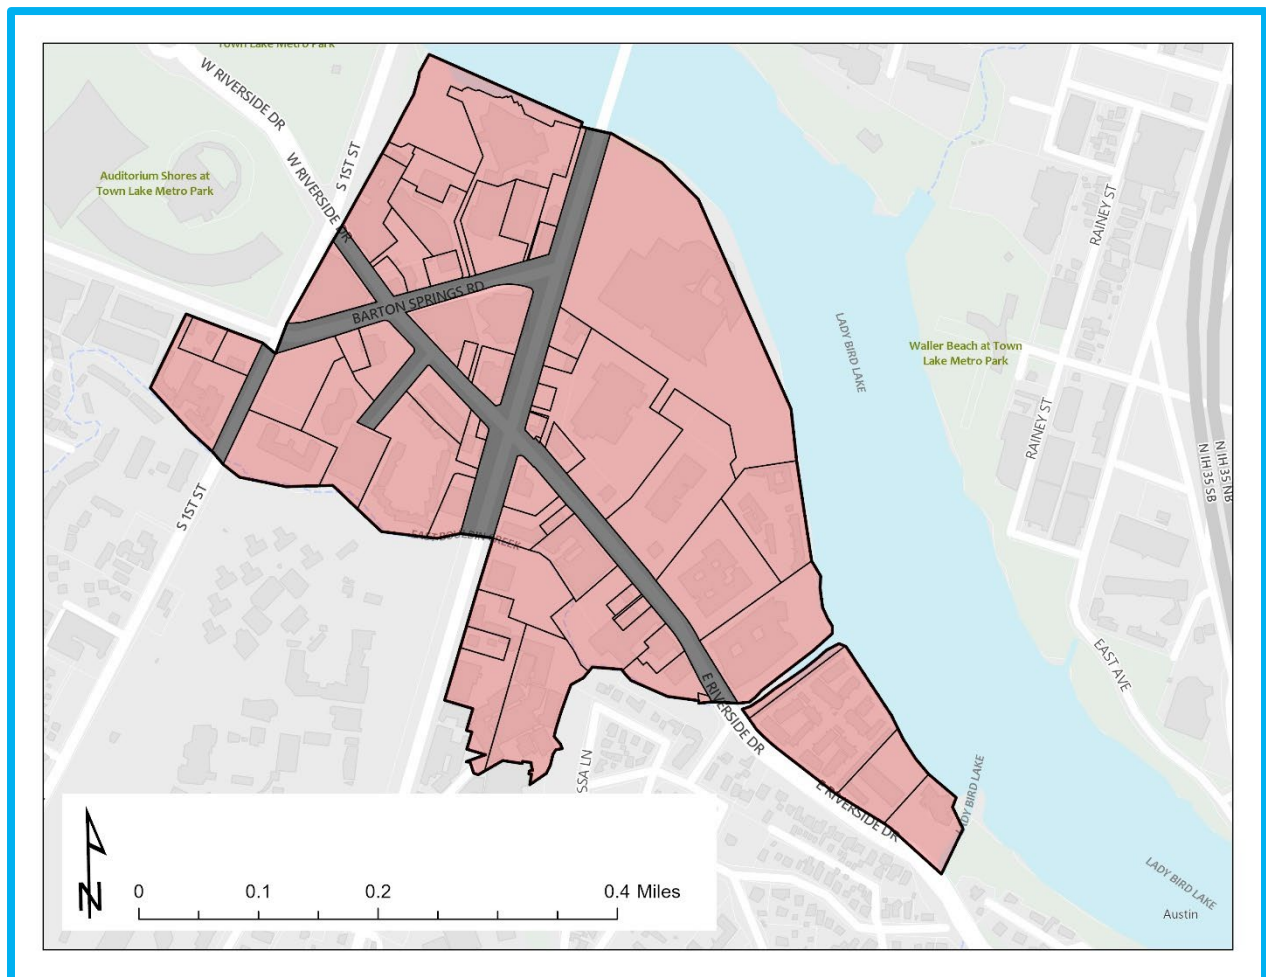 W RIVERSIDE DR
W RIVERSIDE DR
S 1ST ST
Auditorium Shores at
Town Lake Metro Park
BARTON SPRINGS RD
LADY BIRD LAKE
Waller Beach at Town
Lake Metro Park
RAINEY ST
RAINEY ST
N IH 35 SB
N IH 35 NB
S 1ST ST
CREEK
EAST AVE
E RIVERSIDE DR
SSA LN
E RIVERSIDE DR
LADY BIRD LAKE
LADY BIRD LAKE
Austin
N
0 0.1 0.2 0.4 Miles